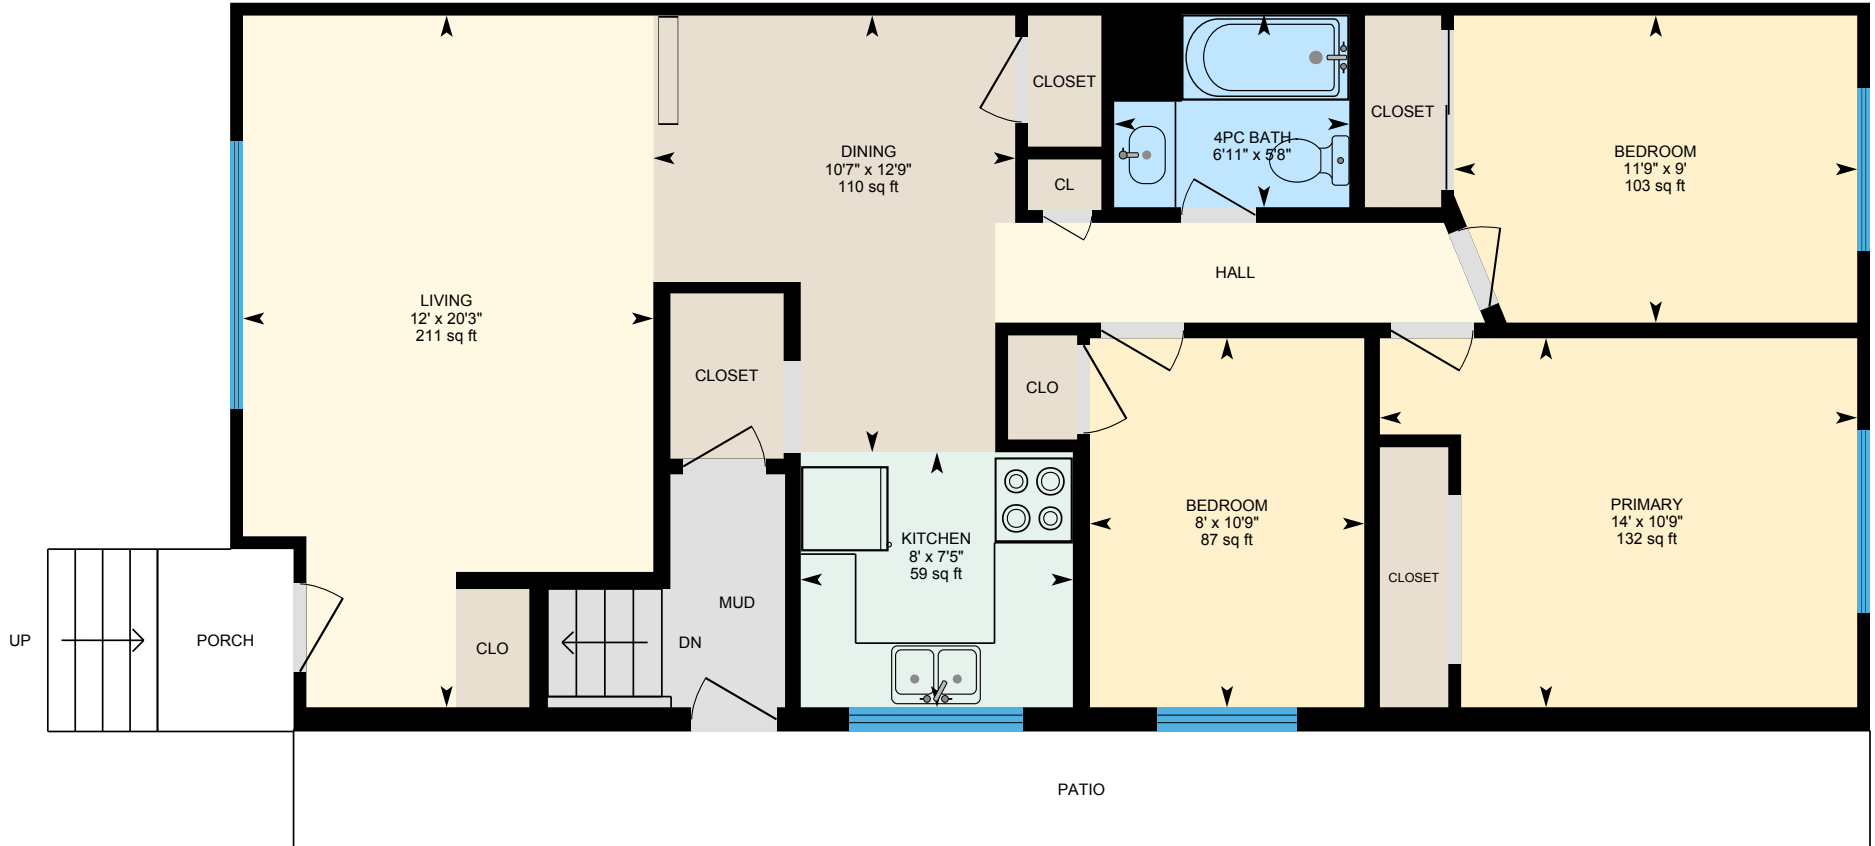 CLOSET
DINING
10'7" x 12'9"
110 sq ft
CL
4PC BATH
6'11" x 5'8"
CLOSET
BEDROOM
11'9" x 9'
103 sq ft
HALL
LIVING
12' x 20'3"
211 sq ft
CLOSET
CLO
BEDROOM
8' x 10'9"
87 sq ft
PRIMARY
14' x 10'9"
132 sq ft
KITCHEN
8' x 7'5"
59 sq ft
CLOSET
MUD
UP
PORCH
CLO
DN
PATIO